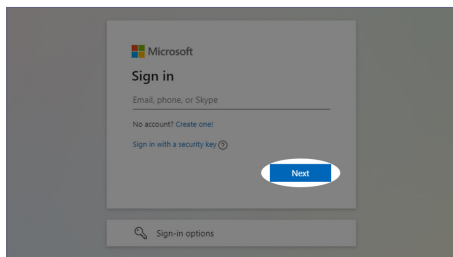 Microsoft
Sign in
Email, phone, or Skype
No account? Create one!
Sign in with a security key ?
Next
Sign-in options